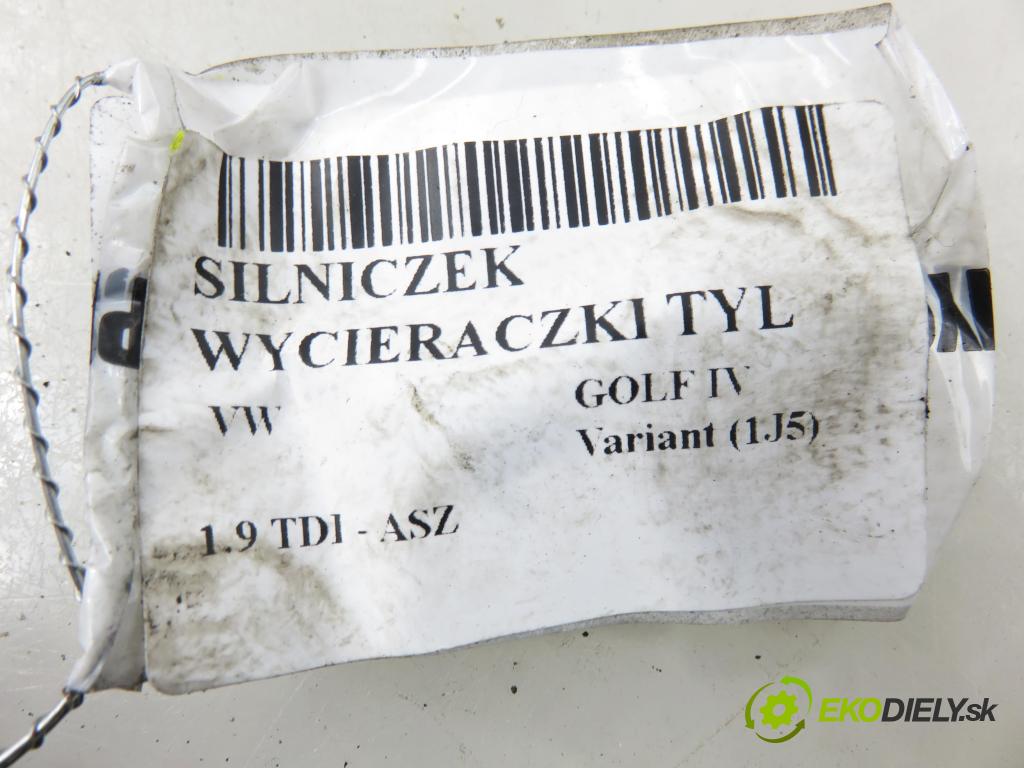 SILNICZEK
WYCIERACZKI TYL
VW
GOLF IV
Variant (1J5)
1.9 TDI - ASZ
EKODIELY.sk